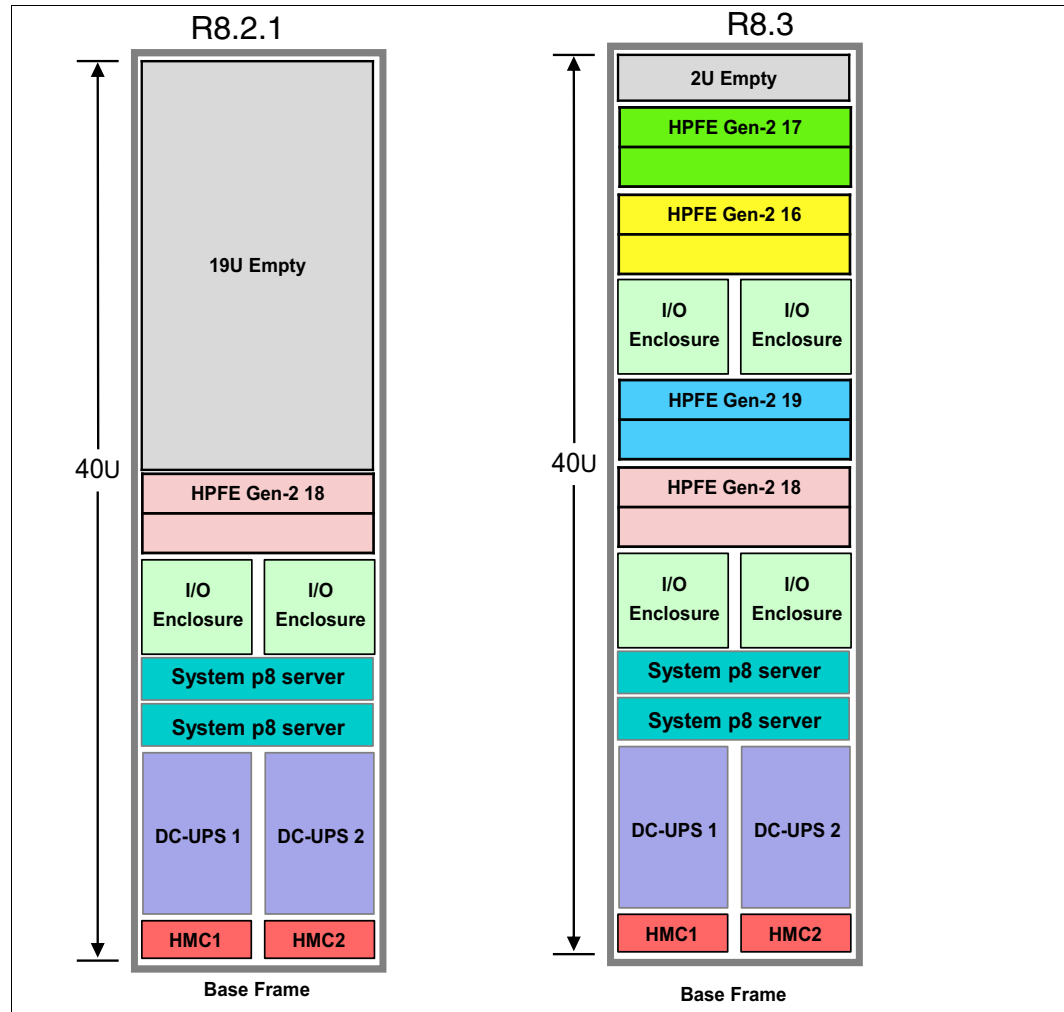 R8.2.1
19U Empty
40U
HPFE Gen-2 18
I/O
Enclosure
I/O
Enclosure
System p8 server
System p8 server
DC-UPS 1
DC-UPS 2
HMC1
HMC2
Base Frame
R8.3
2U Empty
HPFE Gen-2 17
HPFE Gen-2 16
I/O
Enclosure
I/O
Enclosure
HPFE Gen-2 19
40U
HPFE Gen-2 18
I/O
Enclosure
I/O
Enclosure
System p8 server
System p8 server
DC-UPS 1
DC-UPS 2
HMC1
HMC2
Base Frame